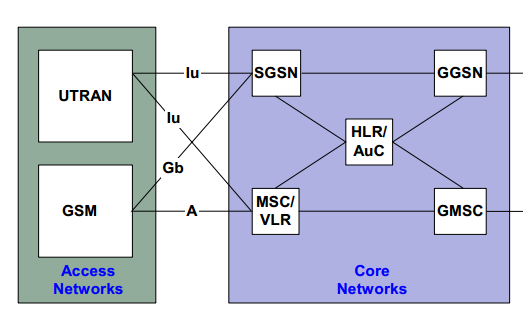 UTRAN
GSM
Access
Networks
Iu
Iu
Gb
A
SGSN
GGSN
HLR/
AuC
MSC/
VLR
GMSC
Core
Networks